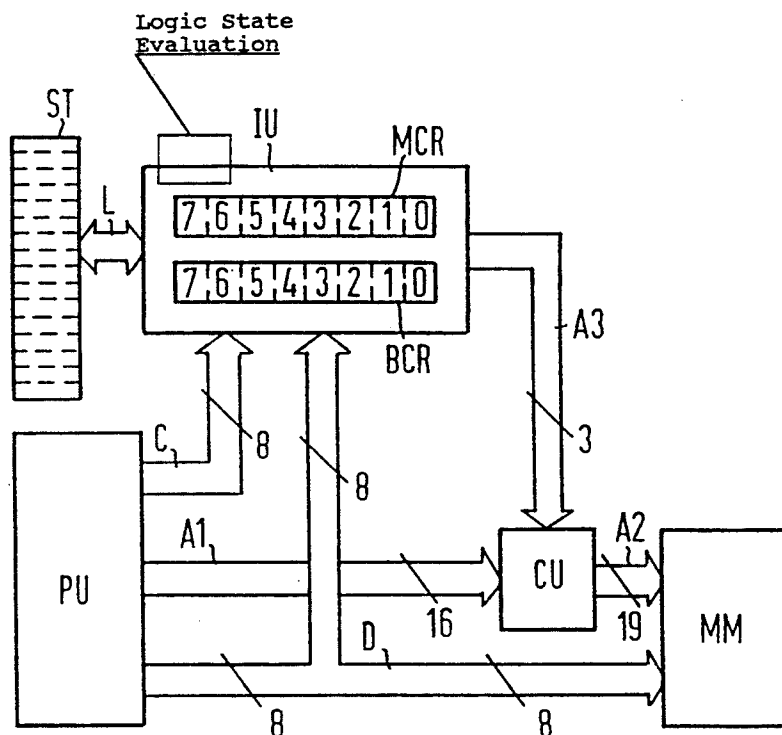 Logic State
Evaluation
ST
IU
MCR
L
7 6 5 4 3 2 1 0
7 6 5 4 3 2 1 0
BCR
A3
C
8
8
3
A1
A2
PU
CU
16
19
MM
D
8
8